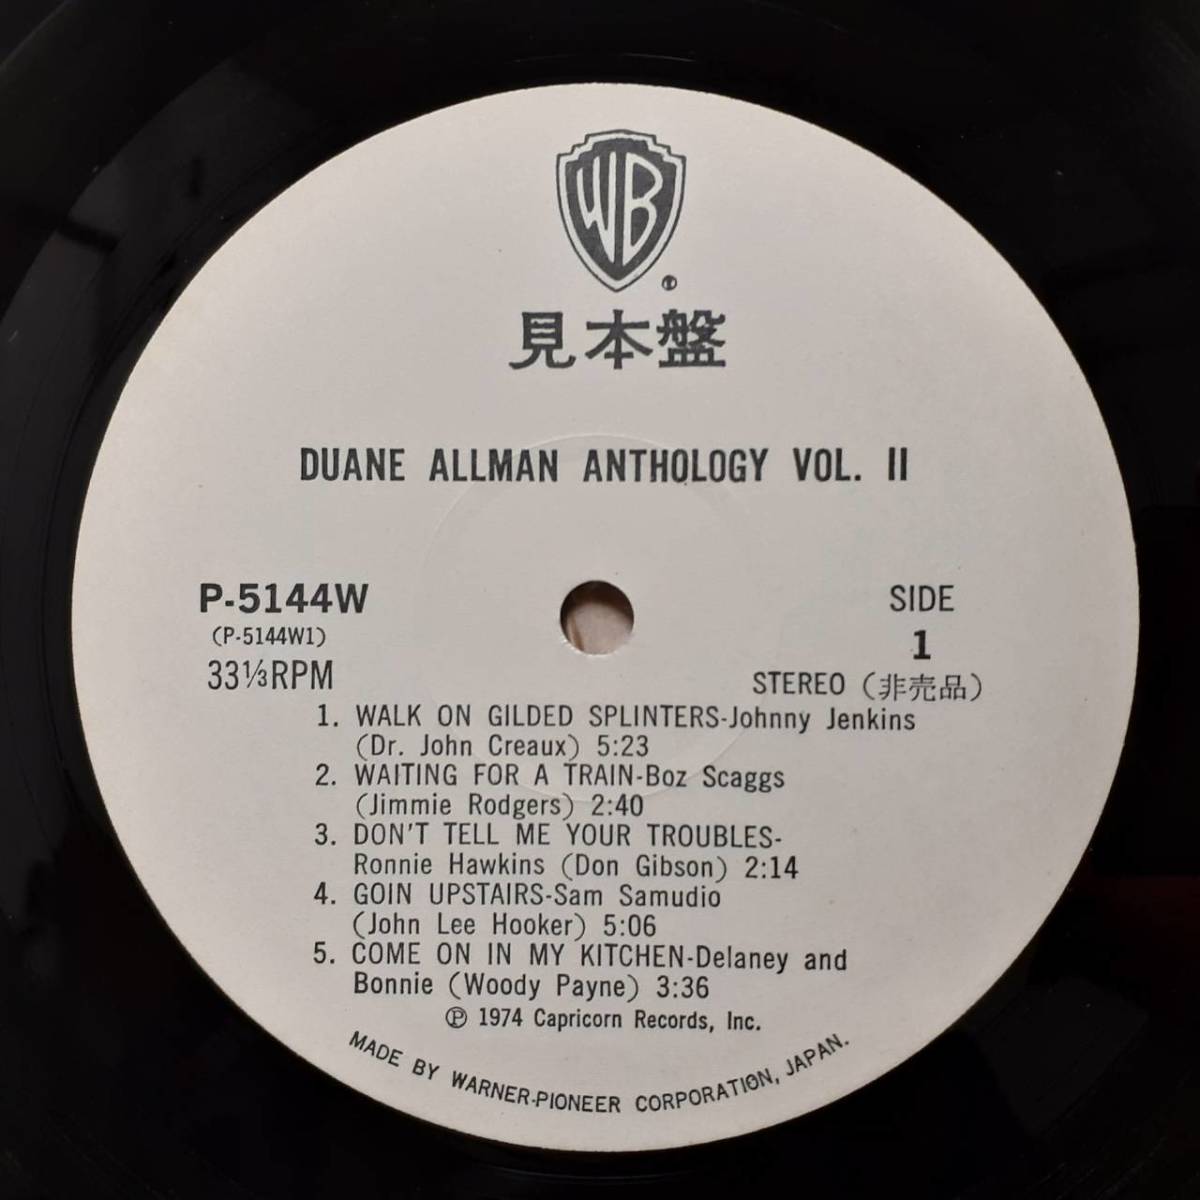 WB
®
見本盤
DUANE ALLMAN ANTHOLOGY VOL. II
P-5144W
(P-5144W1)
33⅓RPM
SIDE
1
STEREO (非売品)
1. WALK ON GILDED SPLINTERS-Johnny Jenkins
(Dr. John Creaux) 5:23
2. WAITING FOR A TRAIN-Boz Scaggs
(Jimmie Rodgers) 2:40
3. DON'T TELL ME YOUR TROUBLES-
Ronnie Hawkins (Don Gibson) 2:14
4. GOIN UPSTAIRS-Sam Samudio
(John Lee Hooker) 5:06
5. COME ON IN MY KITCHEN-Delaney and
Bonnie (Woody Payne) 3:36
℗ 1974 Capricorn Records, Inc.
MADE BY WARNER-PIONEER CORPORATION, JAPAN.